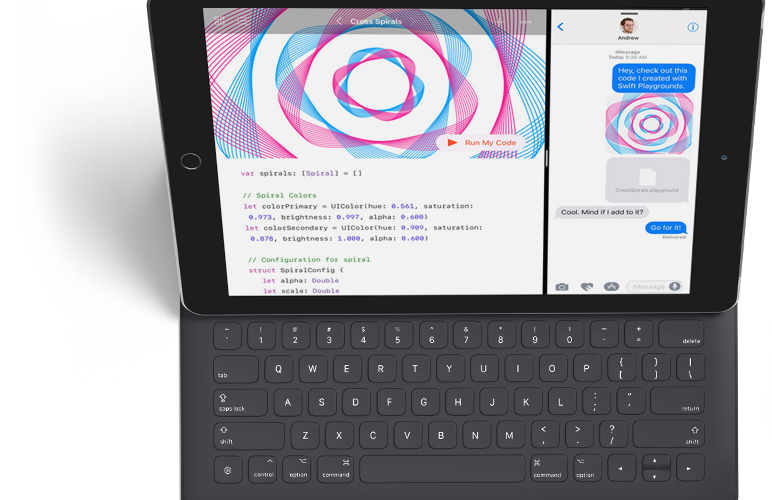 Cross Spirals
Run My Code
var spirals: [Spiral] = []
// Spiral Colors
let colorPrimary = UIColor(hue: 0.561, saturation:
0.973, brightness: 0.997, alpha: 0.600)
let colorSecondary = UIColor(hue: 0.909, saturation:
0.878, brightness: 1.000, alpha: 0.600)
// Configuration for spiral
struct SpiralConfig {
let alpha: Double
let scale: Double
Andrew
iMessage
Today 9:28 AM
Hey, check out this
code I created with
Swift Playgrounds.
CrossSpirals.playground
Cool. Mind if I add to it?
Go for it!
Delivered
iMessage
~ ! @ # $ % ^ & * ( ) — +
` 1 2 3 4 5 6 7 8 9 0 - = delete
tab Q W E R T Y U I O P { [ } ] | \
caps lock A S D F G H J K L : ; " ' return
shift Z X C V B N M < , > . ? / shift
control option command command option